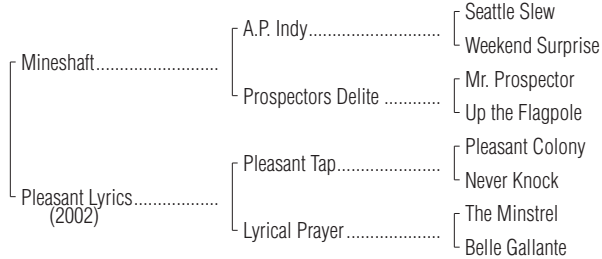 Seattle Slew
A.P. Indy..............................
Weekend Surprise
Mineshaft............................
Mr. Prospector
Prospectors Delite .............
Up the Flagpole
Pleasant Colony
Pleasant Tap.......................
Never Knock
Pleasant Lyrics...................
(2002)
The Minstrel
Lyrical Prayer .....................
Belle Gallante